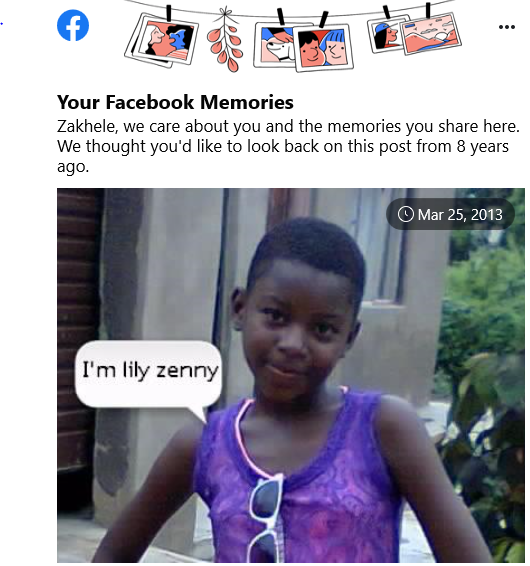 Your Facebook Memories
Zakhele, we care about you and the memories you share here.
We thought you'd like to look back on this post from 8 years
ago.
Mar 25, 2013
I'm lily zenny